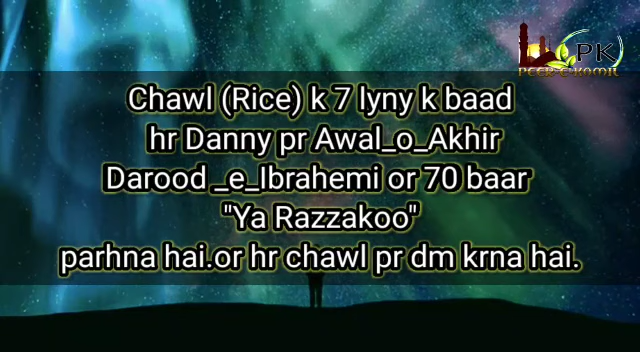 PK
PEER-E-KAMIL
Chawl (Rice) k 7 lyny k baad
hr Danny pr Awal_o_Akhir
Darood _e_Ibrahemi or 70 baar
"Ya Razzakoo"
parhna hai.or hr chawl pr dm krna hai.